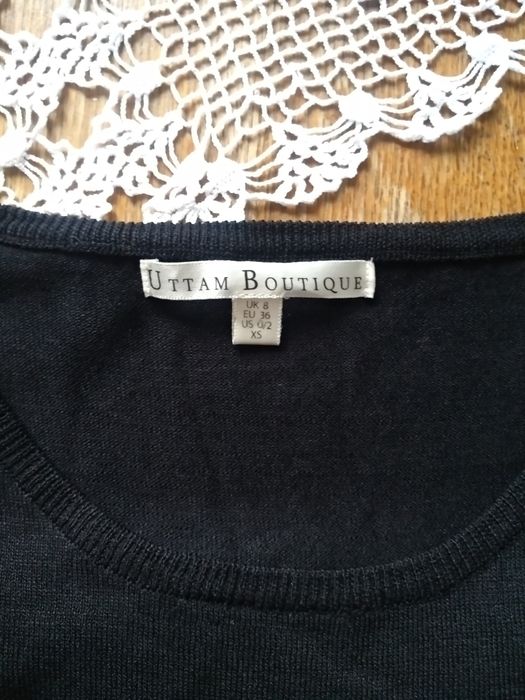 UTTAM BOUTIQUE
UK 8
EU 36
US 0/2
XS